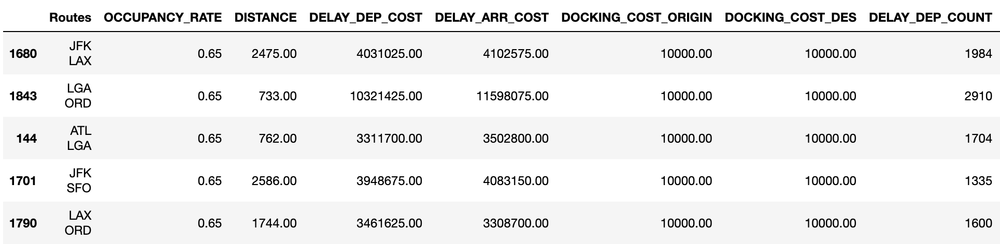 Routes OCCUPANCY_RATE DISTANCE DELAY_DEP_COST DELAY_ARR_COST DOCKING_COST_ORIGIN DOCKING_COST_DES DELAY_DEP_COUNT
JFK
1680 0.65 2475.00 4031025.00 4102575.00 10000.00 10000.00 1984
LAX
LGA
1843 0.65 733.00 10321425.00 11598075.00 10000.00 10000.00 2910
ORD
ATL
144 0.65 762.00 3311700.00 3502800.00 10000.00 10000.00 1704
LGA
JFK
1701 0.65 2586.00 3948675.00 4083150.00 10000.00 10000.00 1335
SFO
LAX
1790 0.65 1744.00 3461625.00 3308700.00 10000.00 10000.00 1600
ORD